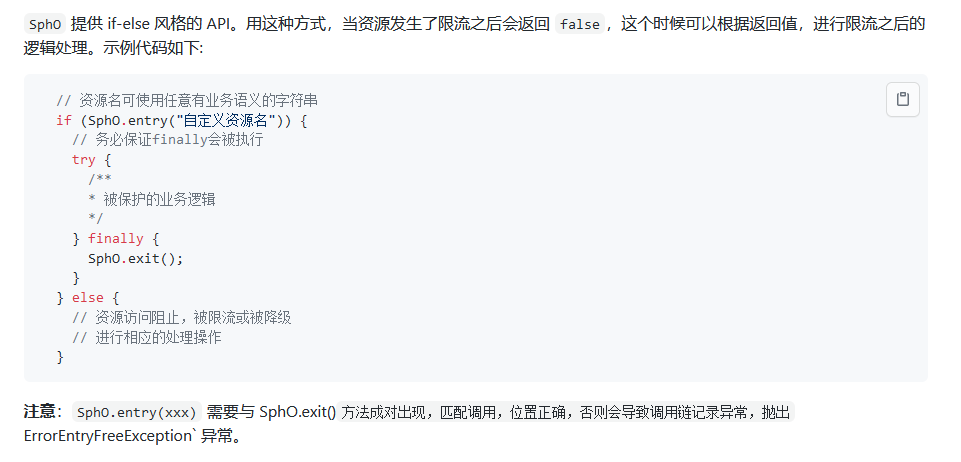 SphO 提供 if-else 风格的 API。用这种方式，当资源发生了限流之后会返回 false，这个时候可以根据返回值，进行限流之后的
逻辑处理。示例代码如下:
// 资源名可使用任意有业务语义的字符串
if (SphO.entry("自定义资源名")) {
  // 务必保证finally会被执行
  try {
    /**
    * 被保护的业务逻辑
    */
  } finally {
    SphO.exit();
  }
} else {
  // 资源访问阻止，被限流或被降级
  // 进行相应的处理操作
}
注意：SphO.entry(xxx) 需要与 SphO.exit() 方法成对出现，匹配调用，位置正确，否则会导致调用链记录异常，抛出
ErrorEntryFreeException` 异常。